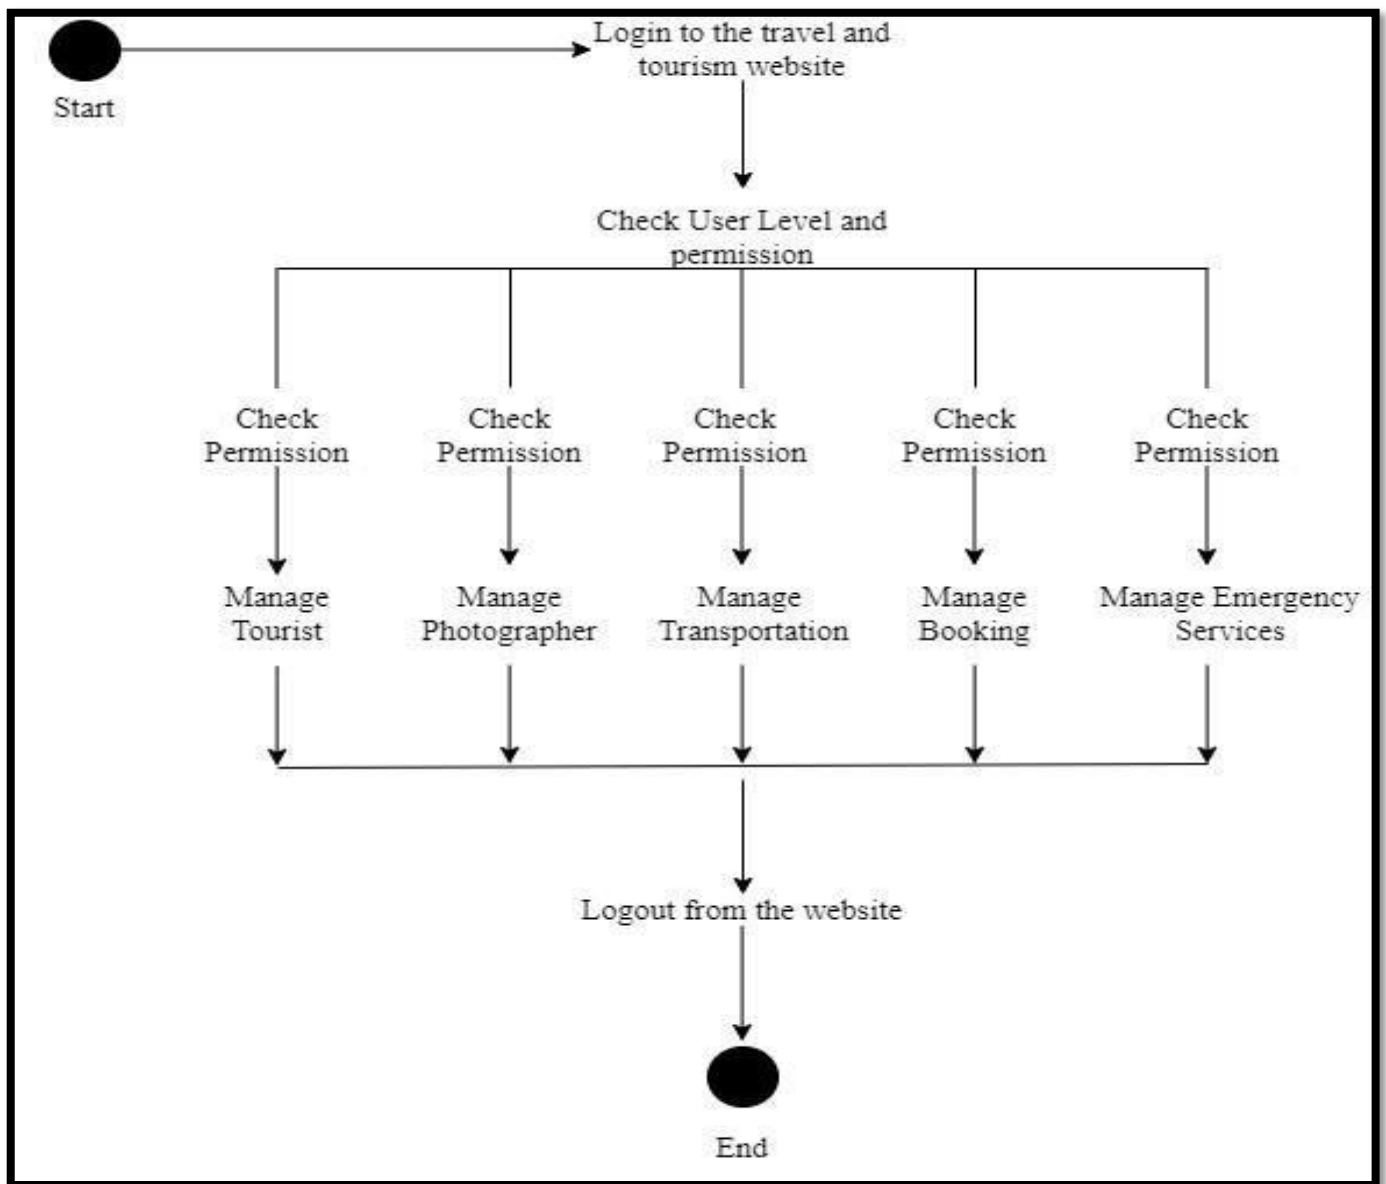 Login to the travel and
tourism website
Start
Check User Level and
permission
Check
Permission
Check
Permission
Check
Permission
Check
Permission
Check
Permission
Manage
Tourist
Manage
Photographer
Manage
Transportation
Manage
Booking
Manage Emergency
Services
Logout from the website
End